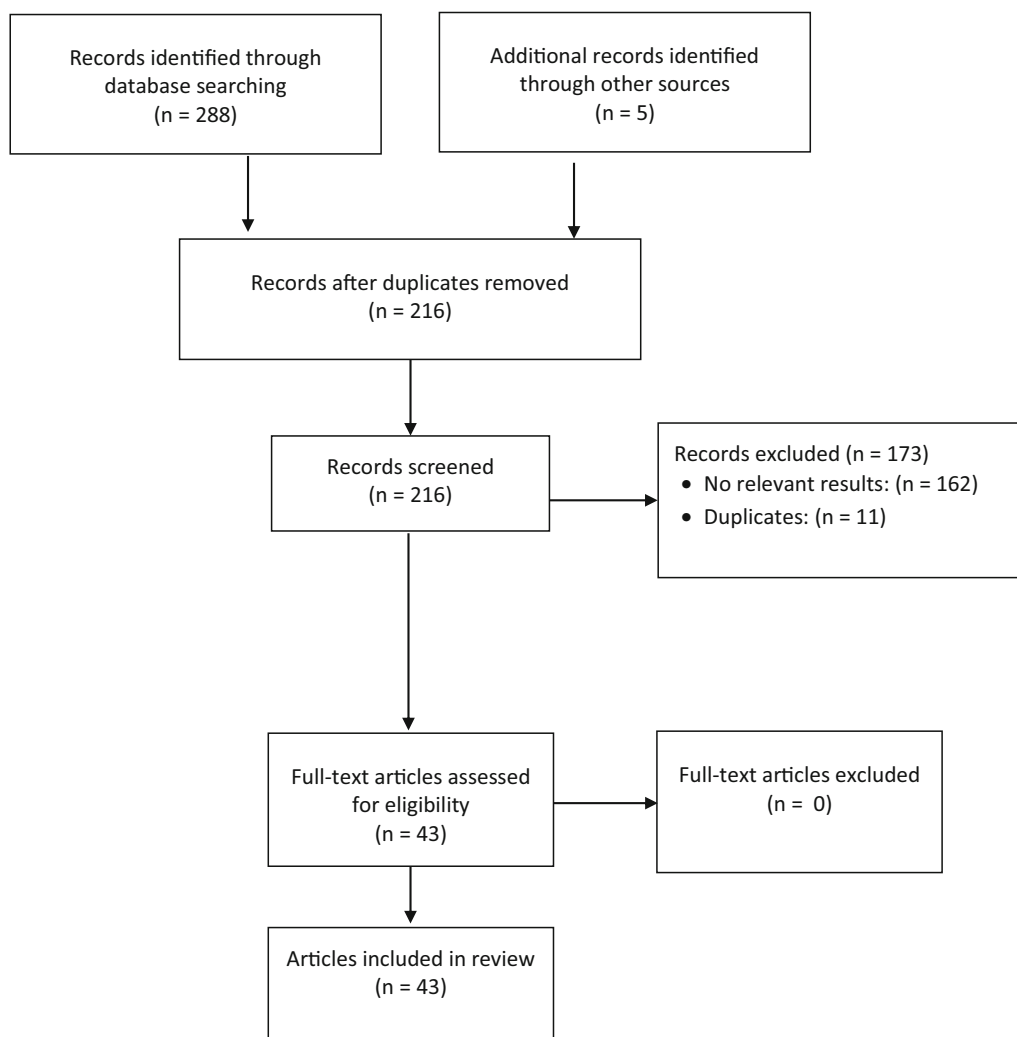 Records identified through
database searching
(n = 288)
Additional records identified
through other sources
(n = 5)
Records after duplicates removed
(n = 216)
Records screened
(n = 216)
Records excluded (n = 173)
• No relevant results: (n = 162)
• Duplicates: (n = 11)
Full-text articles assessed
for eligibility
(n = 43)
Full-text articles excluded
(n = 0)
Articles included in review
(n = 43)